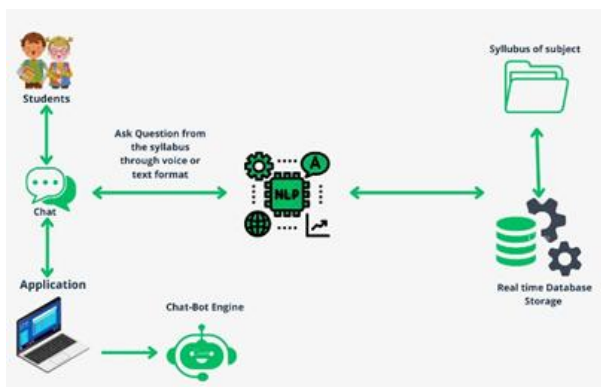 Students
Ask Question from
the syllabus
through voice or
text format
Chat
Application
Chat-Bot Engine
NLP
A
Syllubus of subject
Real time Database
Storage